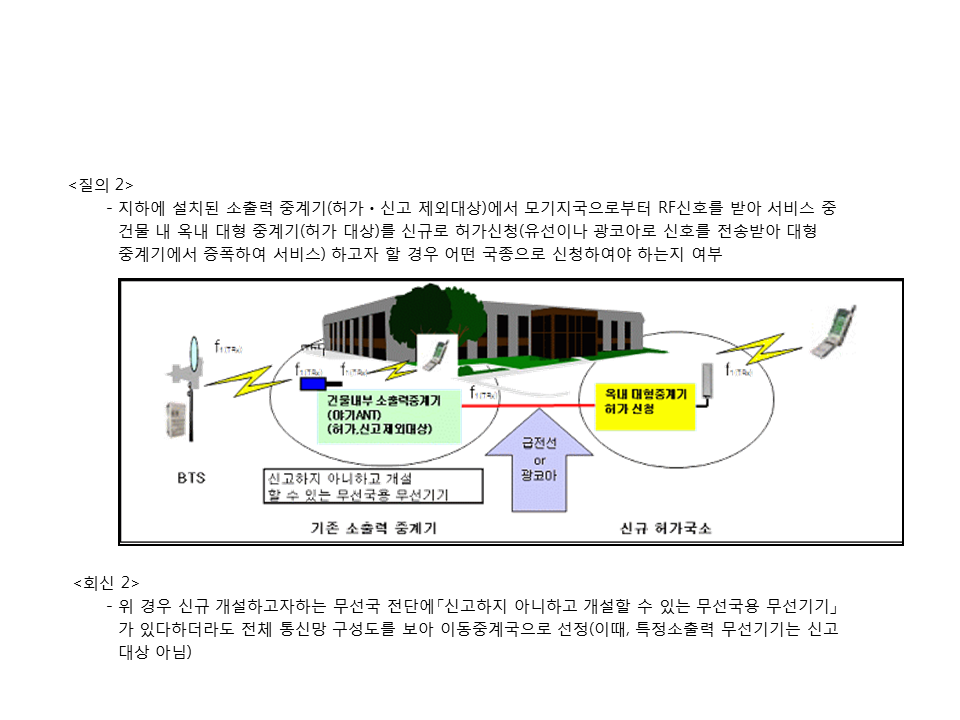 <질의 2>
- 지하에 설치된 소출력 중계기(허가・신고 제외대상)에서 모기지국으로부터 RF신호를 받아 서비스 중
건물 내 옥내 대형 중계기(허가 대상)를 신규로 허가신청(유선이나 광코아로 신호를 전송받아 대형
중계기에서 증폭하여 서비스) 하고자 할 경우 어떤 국종으로 신청하여야 하는지 여부
f1(TRx)
f1(TRx)
f1(TRx)
f1(TRx)
f1(TRx)
건물내부 소출력중계기
(야기ANT)
(허가,신고 제외대상)
옥내 대형중계기
허가 신청
급전선
or
광코아
BTS
신고하지 아니하고 개설
할 수 있는 무선국용 무선기기
기존 소출력 중계기
신규 허가국소
<회신 2>
- 위 경우 신규 개설하고자하는 무선국 전단에「신고하지 아니하고 개설할 수 있는 무선국용 무선기기」
가 있다하더라도 전체 통신망 구성도를 보아 이동중계국으로 선정(이때, 특정소출력 무선기기는 신고
대상 아님)